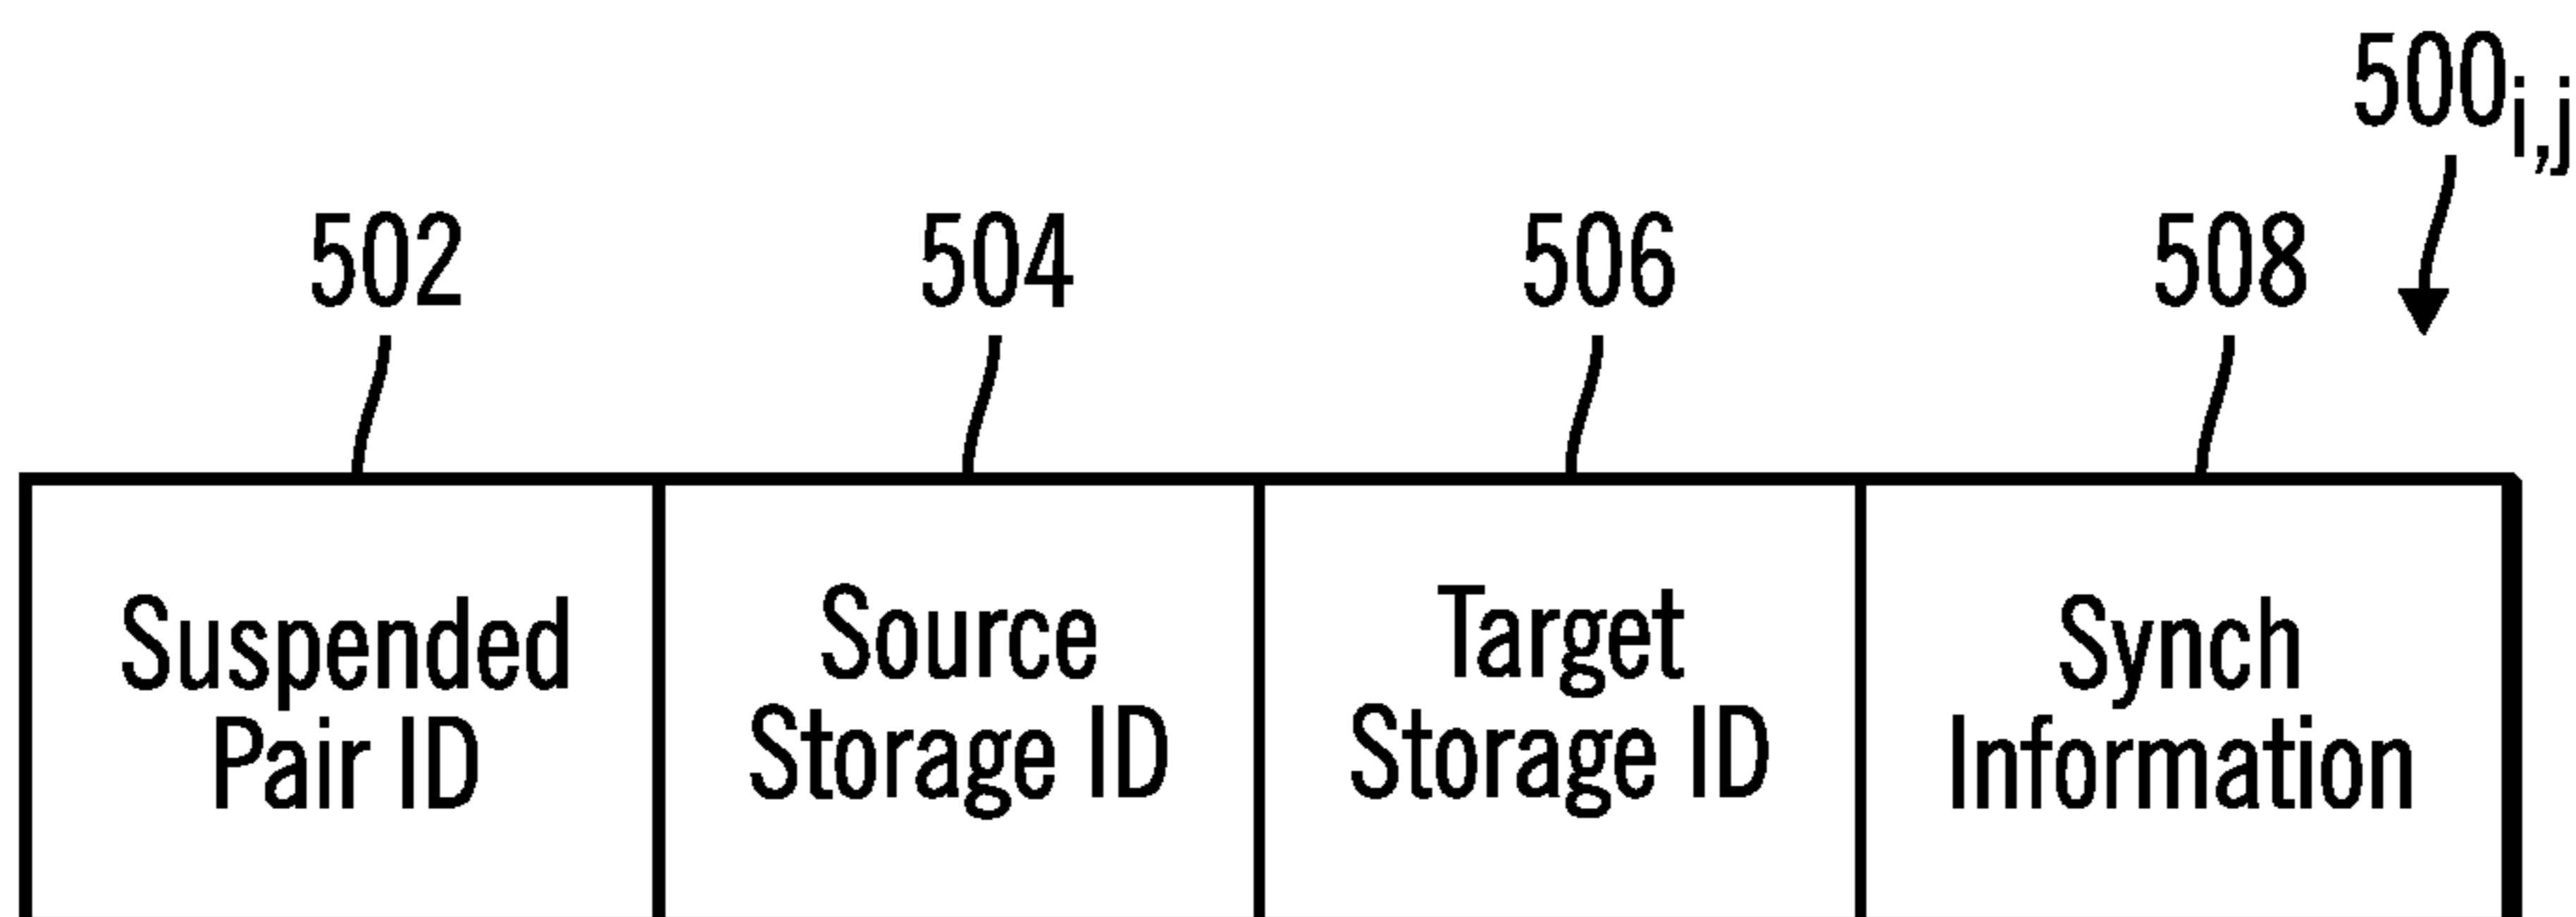 500i,j
502 504 506 508
Suspended Pair ID
Source Storage ID
Target Storage ID
Synch Information